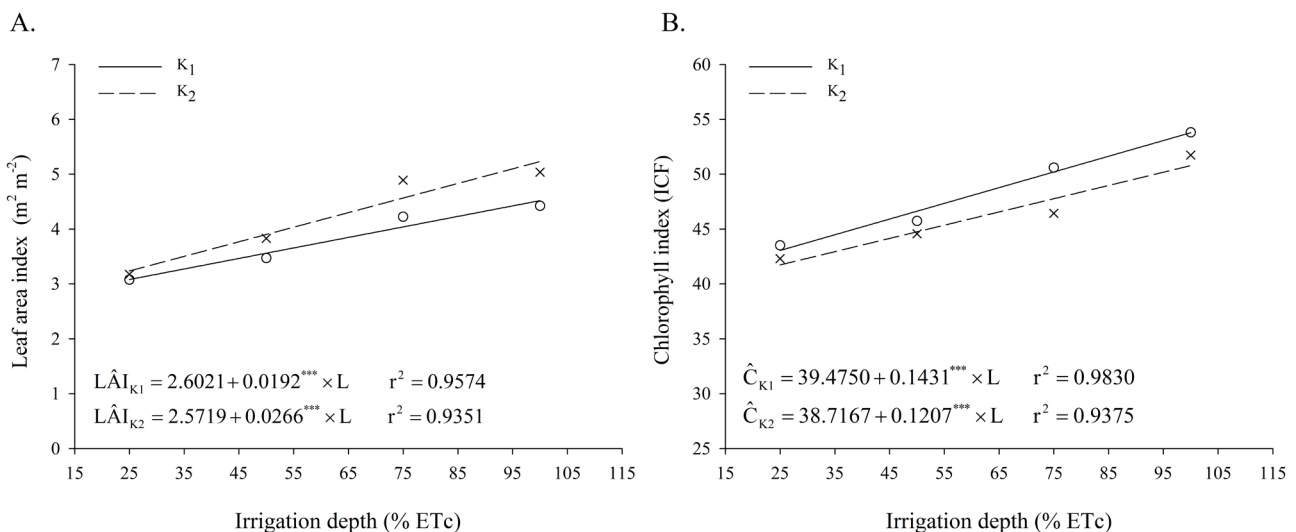 A.
Leaf area index (m² m⁻²)
7
6
5
4
3
2
1
0
K₁
K₂
LÂI_K1 = 2.6021 + 0.0192*** × L r² = 0.9574
LÂI_K2 = 2.5719 + 0.0266*** × L r² = 0.9351
15 25 35 45 55 65 75 85 95 105 115
Irrigation depth (% ETc)
B.
Chlorophyll index (ICF)
60
55
50
45
40
35
30
25
K₁
K₂
Ĉ_K1 = 39.4750 + 0.1431*** × L r² = 0.9830
Ĉ_K2 = 38.7167 + 0.1207*** × L r² = 0.9375
15 25 35 45 55 65 75 85 95 105 115
Irrigation depth (% ETc)